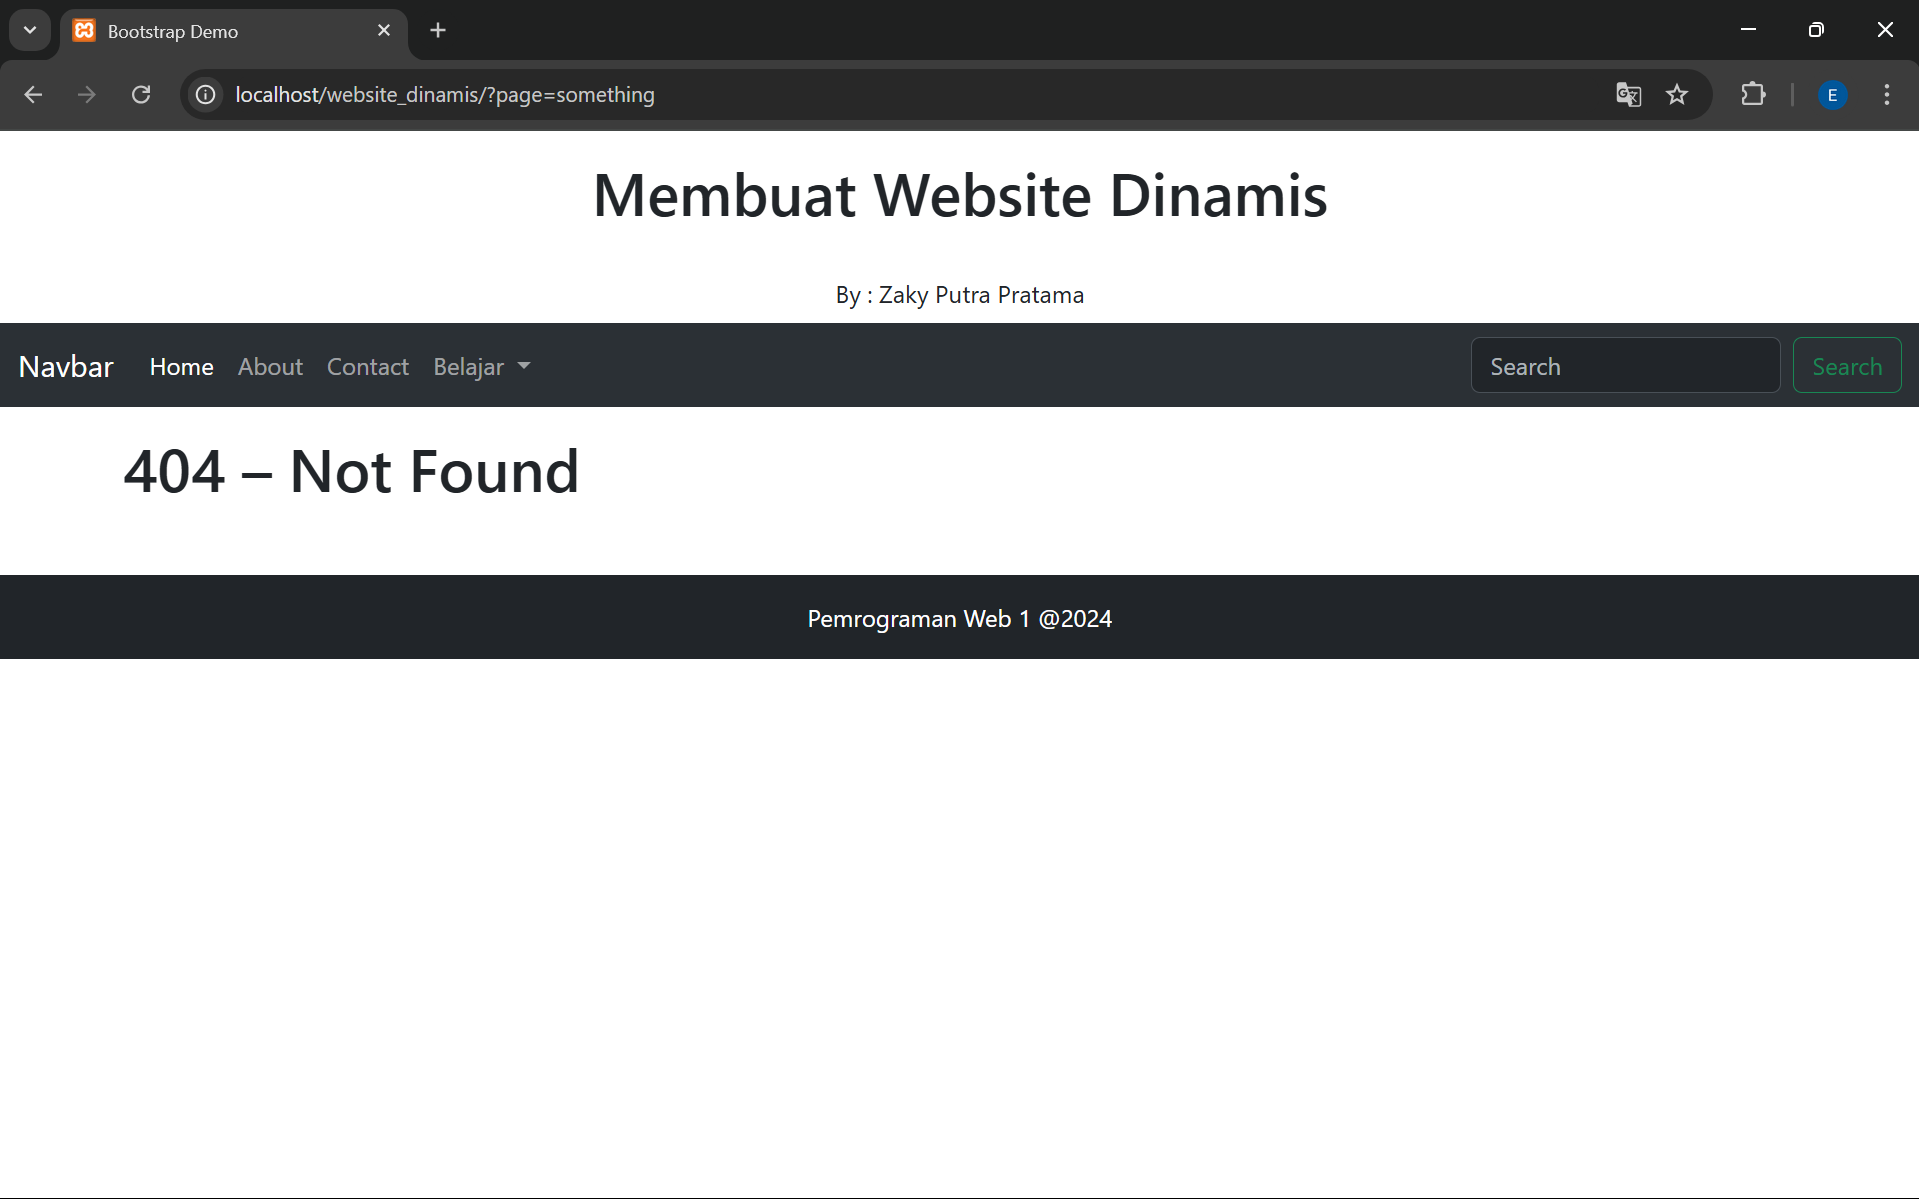 Bootstrap Demo
localhost/website_dinamis/?page=something
E
Membuat Website Dinamis
By : Zaky Putra Pratama
Navbar Home About Contact Belajar Search Search
404 – Not Found
Pemrograman Web 1 @2024